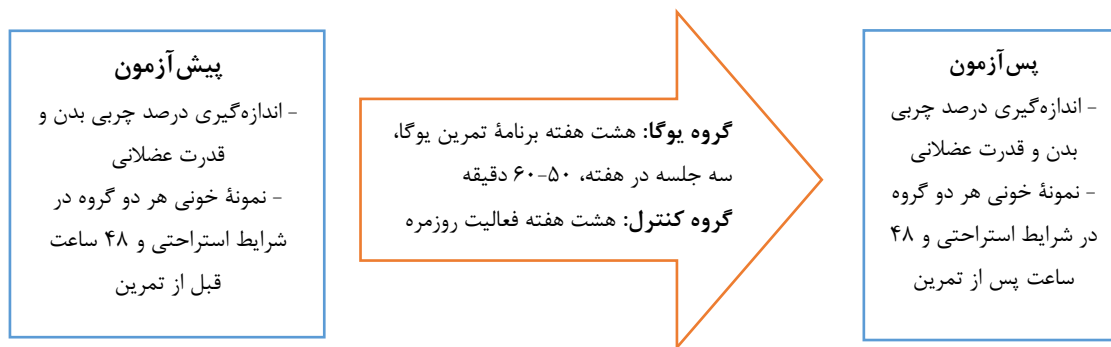 پیش‌آزمون
- اندازه‌گیری درصد چربی بدن و
قدرت عضلانی
- نمونهٔ خونی هر دو گروه در
شرایط استراحتی و ۴۸ ساعت
قبل از تمرین
گروه یوگا: هشت هفته برنامهٔ تمرین یوگا،
سه جلسه در هفته، ۵۰-۶۰ دقیقه
گروه کنترل: هشت هفته فعالیت روزمره
پس‌آزمون
- اندازه‌گیری درصد چربی
بدن و قدرت عضلانی
- نمونهٔ خونی هر دو گروه
در شرایط استراحتی و ۴۸
ساعت پس از تمرین